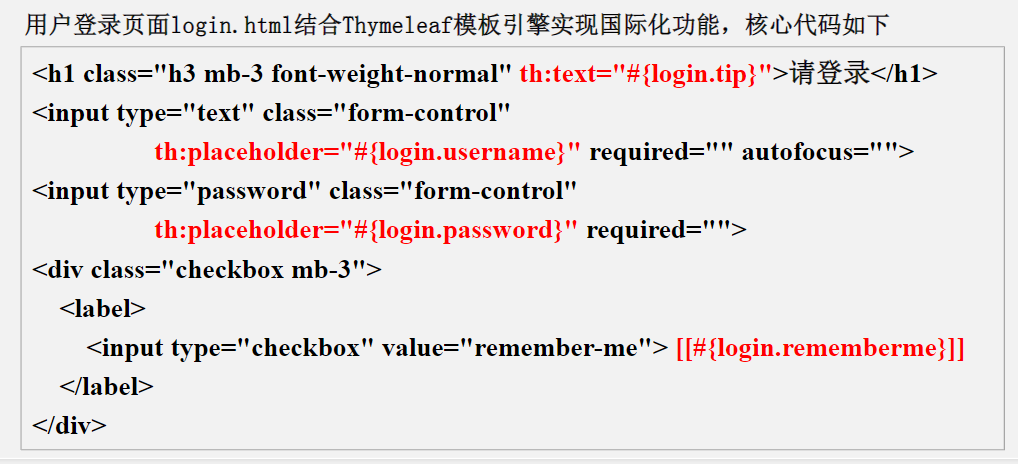 用户登录页面login.html结合Thymeleaf模板引擎实现国际化功能，核心代码如下
<h1 class="h3 mb-3 font-weight-normal" th:text="#{login.tip}">请登录</h1>
<input type="text" class="form-control"
th:placeholder="#{login.username}" required="" autofocus="">
<input type="password" class="form-control"
th:placeholder="#{login.password}" required="">
<div class="checkbox mb-3">
<label>
<input type="checkbox" value="remember-me"> [[#{login.rememberme}]]
</label>
</div>